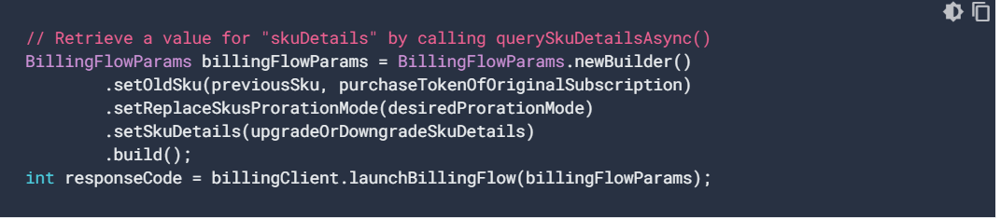 // Retrieve a value for "skuDetails" by calling querySkuDetailsAsync()
BillingFlowParams billingFlowParams = BillingFlowParams.newBuilder()
        .setOldSku(previousSku, purchaseTokenOfOriginalSubscription)
        .setReplaceSkusProrationMode(desiredProrationMode)
        .setSkuDetails(upgradeOrDowngradeSkuDetails)
        .build();
int responseCode = billingClient.launchBillingFlow(billingFlowParams);